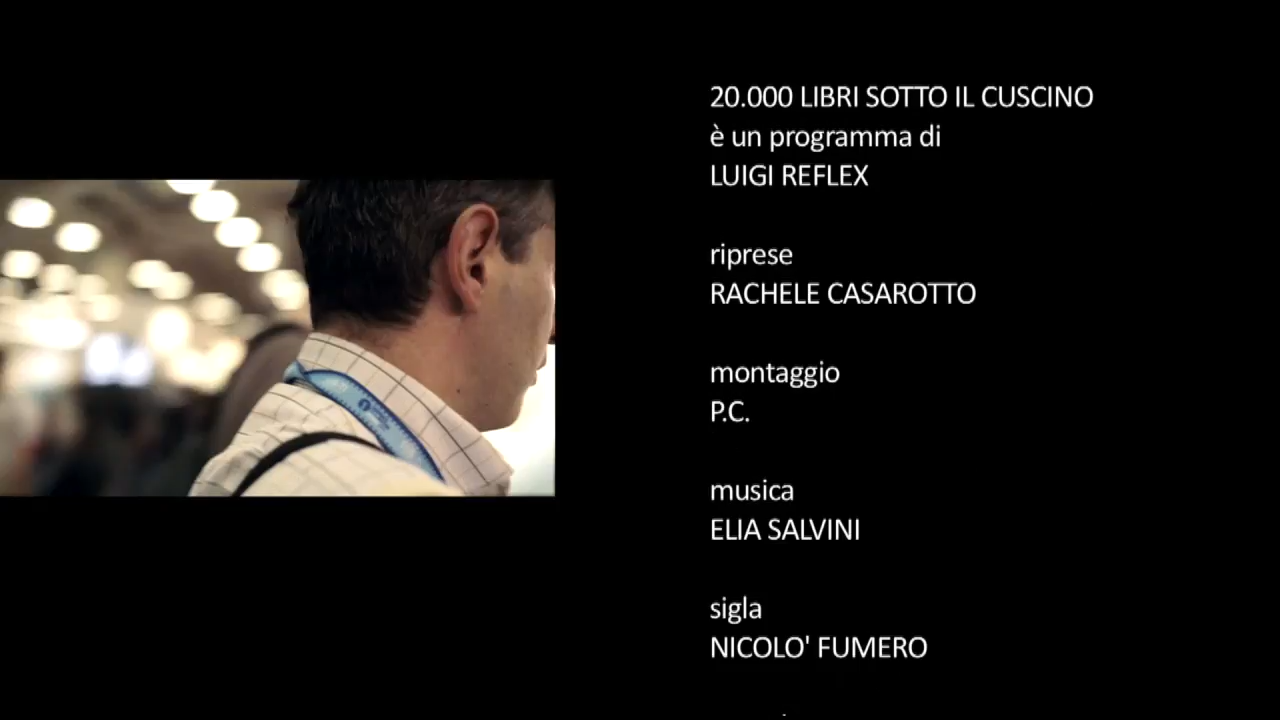 20.000 LIBRI SOTTO IL CUSCINO
è un programma di
LUIGI REFLEX
riprese
RACHELE CASAROTTO
montaggio
P.C.
musica
ELIA SALVINI
sigla
NICOLO' FUMERO